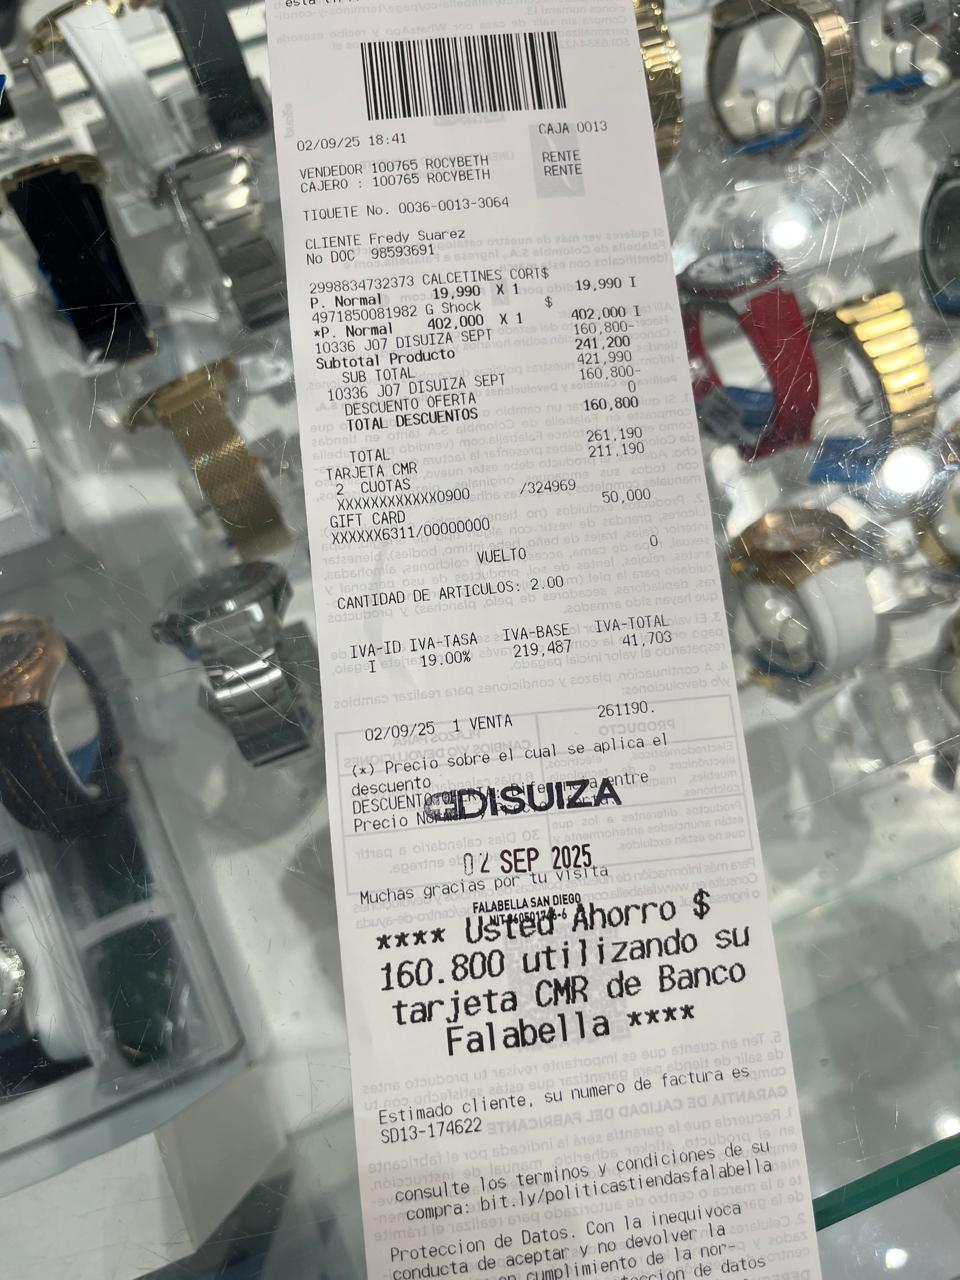 02/09/25 18:41 CAJA 0013
VENDEDOR 100765 ROCYBETH RENTE
CAJERO : 100765 ROCYBETH RENTE
TIQUETE No. 0036-0013-3064
CLIENTE Fredy Suarez
No DOC 98593691
2998834732373 CALCETINES CORT$
P. Normal 19,990 X 1 19,990 I
4971850081982 G Shock $
*P. Normal 402,000 X 1 402,000 I
10336 J07 DISUIZA SEPT 160,800-
Subtotal Producto 241,200
SUB TOTAL 421,990
10336 J07 DISUIZA SEPT 160,800-
DESCUENTO OFERTA 0
TOTAL DESCUENTOS 160,800
TOTAL 261,190
TARJETA CMR 211,190
2 CUOTAS
XXXXXXXXXXXX0900 /324969
GIFT CARD 50,000
XXXXXX6311/00000000
VUELTO 0
CANTIDAD DE ARTICULOS: 2.00
IVA-ID IVA-TASA IVA-BASE IVA-TOTAL
I 19.00% 219,487 41,703
02/09/25 1 VENTA 261190.
(*) Precio sobre el cual se aplica el
descuento
DESCUENTO entre
Precio
DISUIZA
02 SEP 2025
Muchas gracias por tu visita
FALABELLA SAN DIEGO
**** Usted Ahorro $
160.800 utilizando su
tarjeta CMR de Banco
Falabella ****
Estimado cliente, su numero de factura es
SD13-174622
consulte los terminos y condiciones de su
compra: bit.ly/politicastiendasfalabella
Proteccion de Datos. Con la inequivoca
conducta de aceptar y no devolver la
cumplimiento de la nor-
de datos